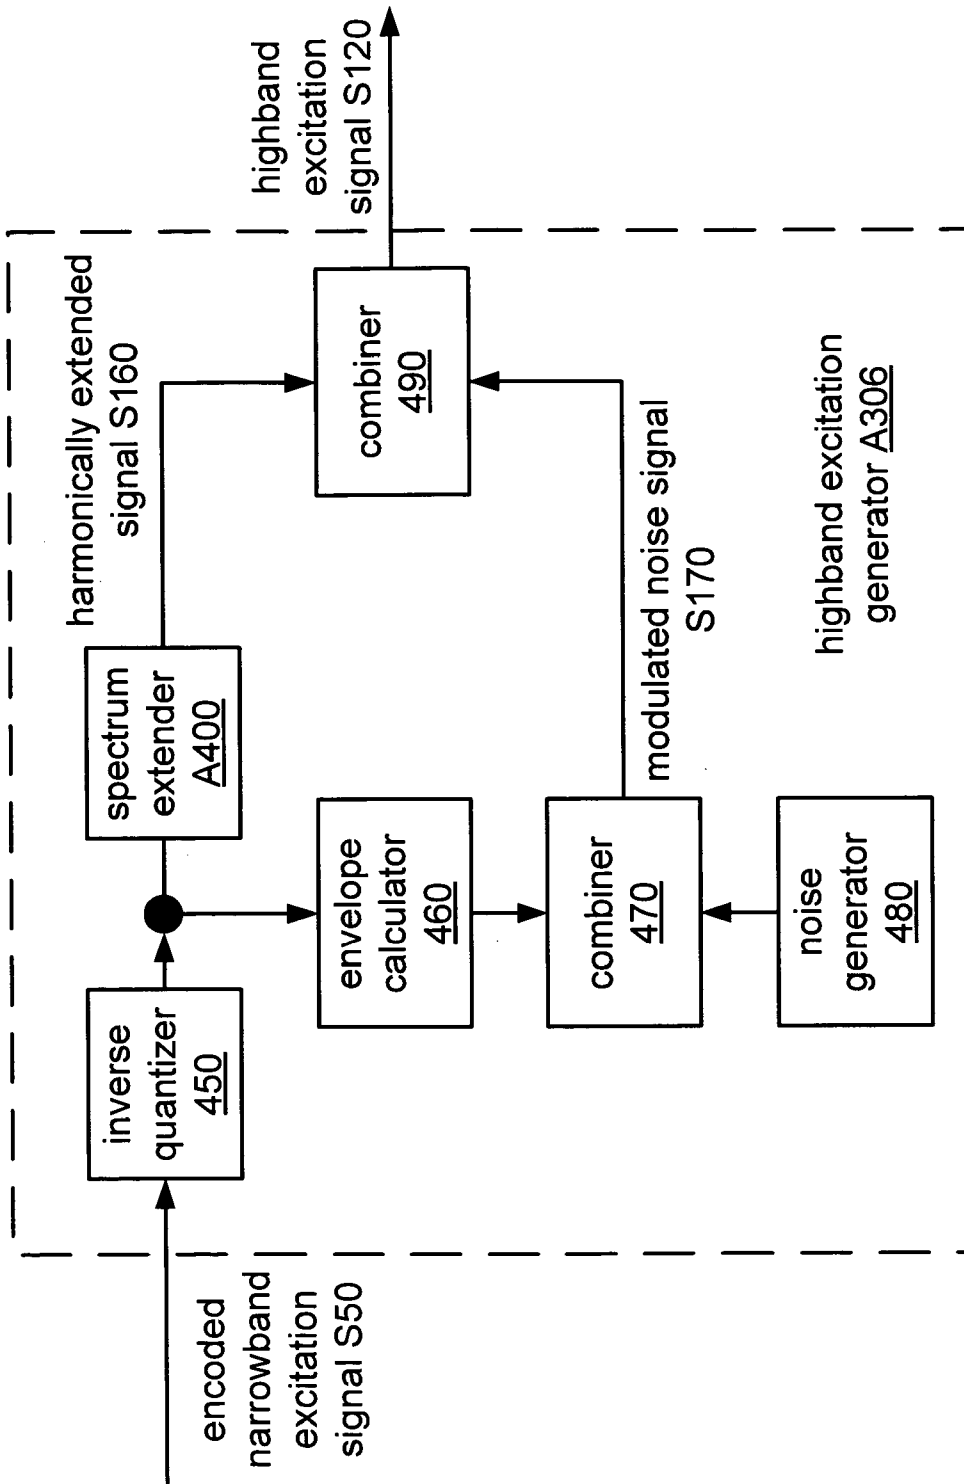 encoded
narrowband
excitation
signal S50
inverse
quantizer
450
spectrum
extender
A400
harmonically extended
signal S160
highband
excitation
signal S120
envelope
calculator
460
combiner
490
combiner
470
modulated noise signal
S170
noise
generator
480
highband excitation
generator A306